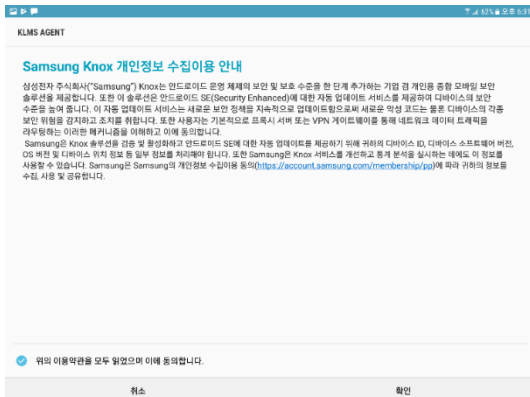 62% 오후 6:31
KLMS AGENT
Samsung Knox 개인정보 수집이용 안내
삼성전자 주식회사("Samsung") Knox는 안드로이드 운영 체제의 보안 및 보호 수준을 한 단계 추가하는 기업 겸 개인용 종합 모바일 보안
솔루션을 제공합니다. 또한 이 솔루션은 안드로이드 SE(Security Enhanced)에 대한 자동 업데이트 서비스를 제공하여 디바이스의 보안
수준을 높여 줍니다. 이 자동 업데이트 서비스는 새로운 보안 정책을 지속적으로 업데이트함으로써 새로운 악성 코드는 물론 디바이스의 각종
보안 위험을 감지하고 조치를 취합니다. 또한 사용자는 기본적으로 프록시 서버 또는 VPN 게이트웨이를 통해 네트워크 데이터 트래픽을
라우팅하는 이러한 메커니즘을 이해하고 이에 동의합니다.
Samsung은 Knox 솔루션을 검증 및 활성화하고 안드로이드 SE에 대한 자동 업데이트를 제공하기 위해 귀하의 디바이스 ID, 디바이스 소프트웨어 버전,
OS 버전 및 디바이스 위치 정보 등 일부 정보를 처리해야 합니다. 또한 Samsung은 Knox 서비스를 개선하고 통계 분석을 실시하는 데에도 이 정보를
사용할 수 있습니다. Samsung은 Samsung의 개인정보 수집이용 동의(https://account.samsung.com/membership/pp)에 따라 귀하의 정보를
수집, 사용 및 공유합니다.
위의 이용약관을 모두 읽었으며 이에 동의합니다.
취소 확인